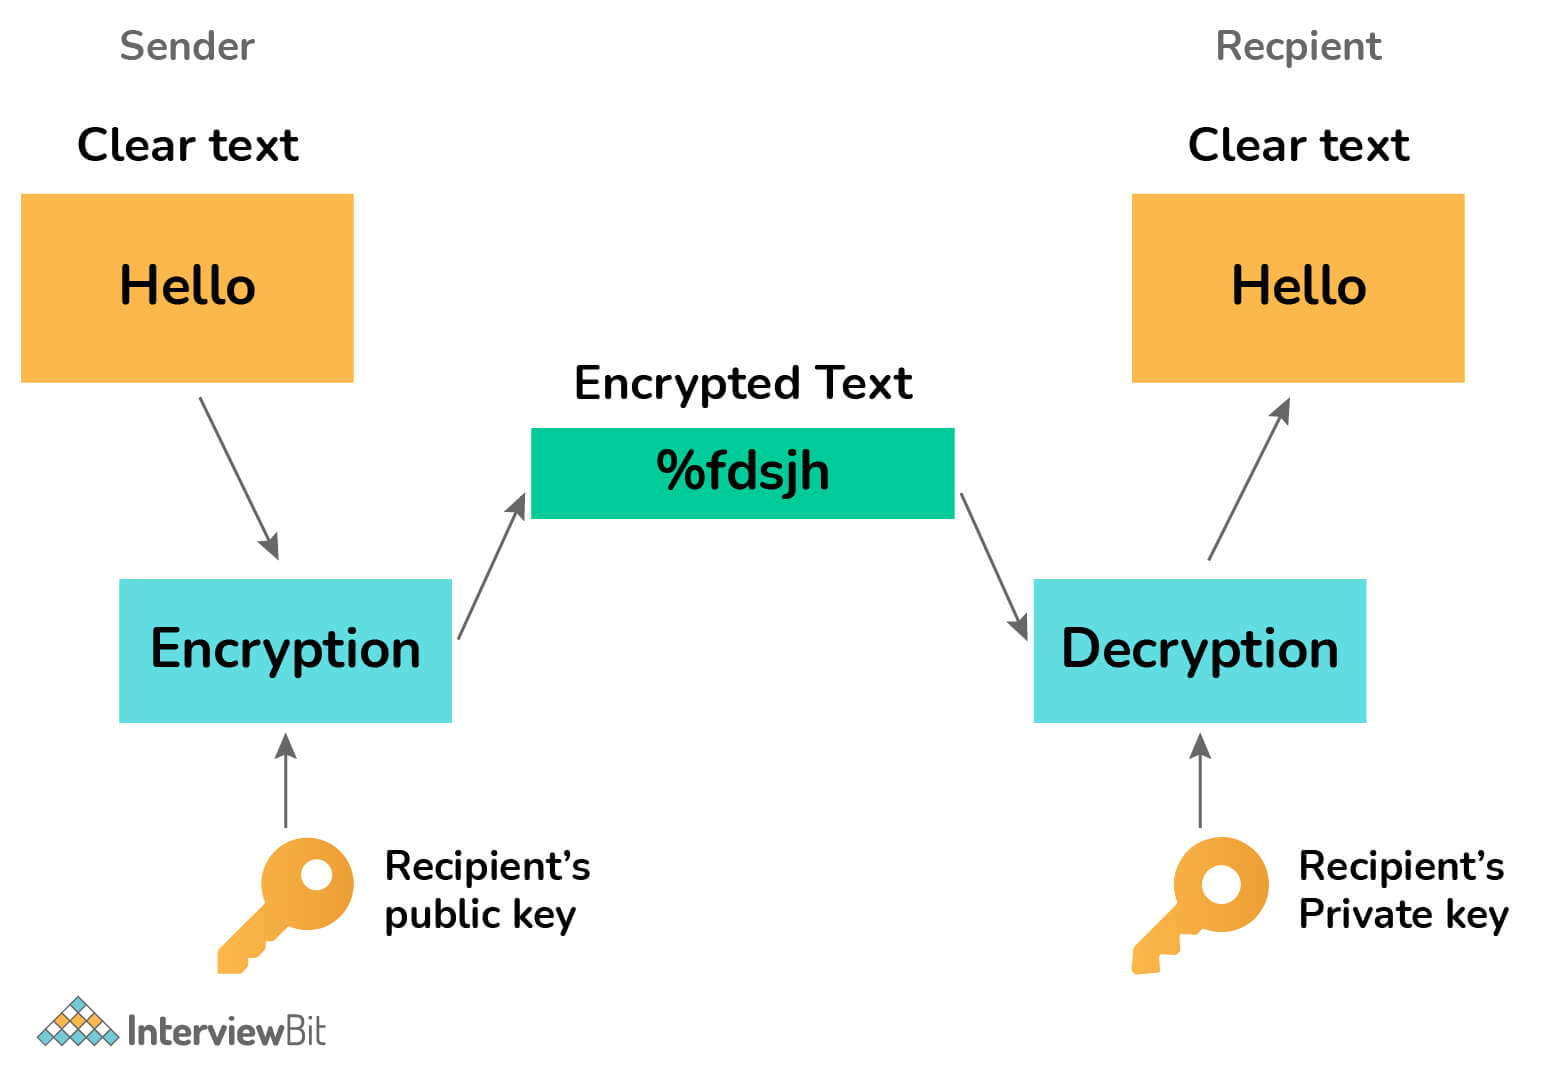 Sender
Recpient
Clear text
Clear text
Hello
Hello
Encrypted Text
%fdsjh
Encryption
Decryption
Recipient’s
public key
Recipient’s
Private key
InterviewBit